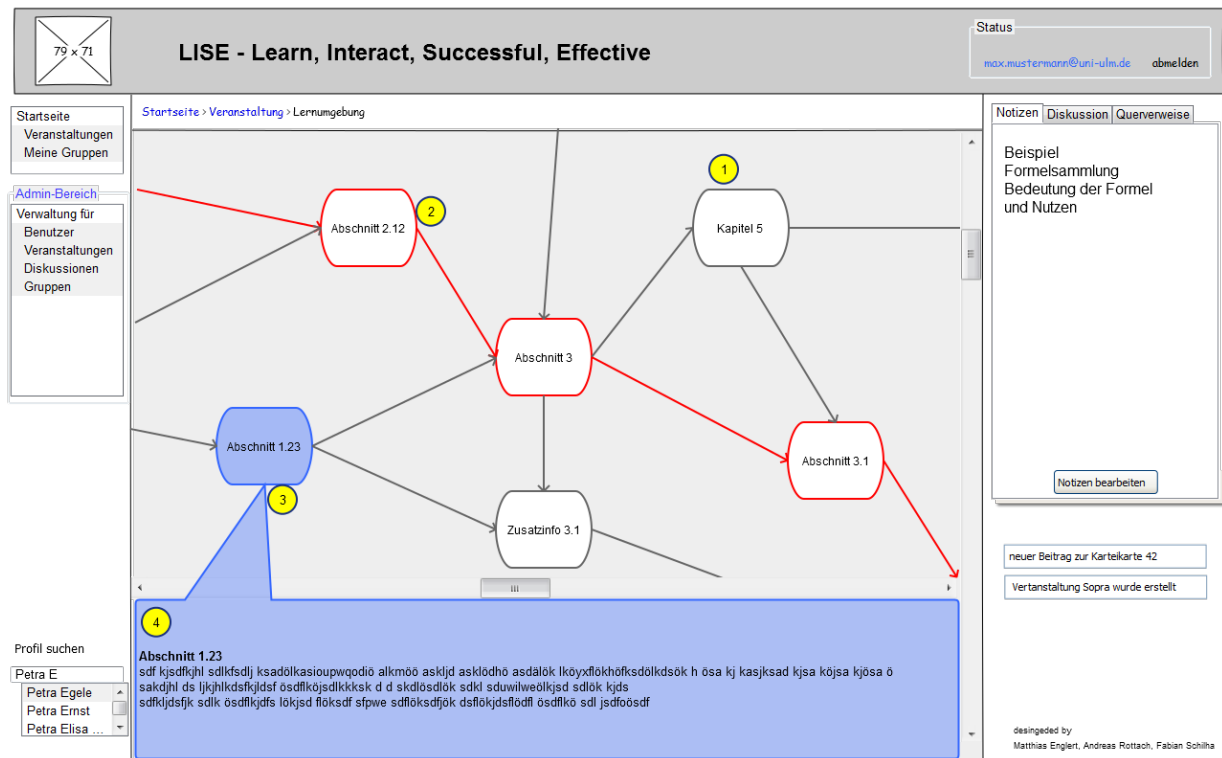 79 x 71
LISE - Learn, Interact, Successful, Effective
Status
max.mustermann@uni-ulm.de abmelden
Startseite
Veranstaltungen
Meine Gruppen
Admin-Bereich
Verwaltung für
Benutzer
Veranstaltungen
Diskussionen
Gruppen
Profil suchen
Petra E
Petra Egele
Petra Ernst
Petra Elisa ...
Startseite > Veranstaltung > Lernumgebung
1
2
Abschnitt 2.12
Kapitel 5
Abschnitt 3
Abschnitt 1.23
Abschnitt 3.1
3
Zusatzinfo 3.1
4
Abschnitt 1.23
sdf kjsdfkjhl sdlkfsdlj ksadölkasioupwqodiö alkmöö askljd asklödhö asdälök lköyxflökhöfksdölkdsök h ösa kj kasjksad kjsa köjsa kjösa ö
sakdjhl ds ljkjhlkdsfkjldsf ösdflköjsdlkkksk d d skdlösdlök sdkl sduwilweölkjsd sdlök kjds
sdfkljdsfjk sdlk ösdflkjdfs lökjsd flöksdf sfpwe sdflöksdfjök dsflökjdsflödfl ösdflkö sdl jsdfoösdf
Notizen Diskussion Querverweise
Beispiel
Formelsammlung
Bedeutung der Formel
und Nutzen
Notizen bearbeiten
neuer Beitrag zur Karteikarte 42
Vertanstaltung Sopra wurde erstellt
desingeded by
Matthias Englert, Andreas Rottach, Fabian Schilha